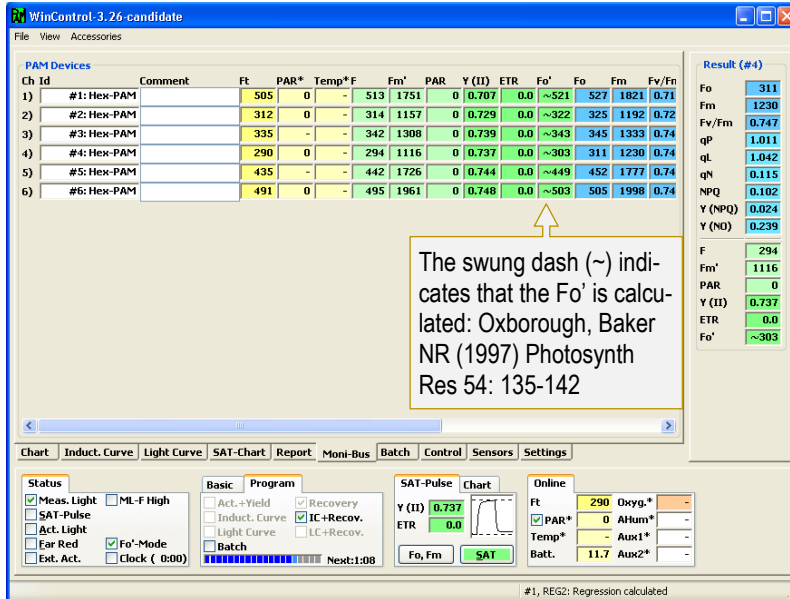 WinControl-3.26-candidate
File View Accessories
PAM Devices
Ch Id Comment Ft PAR* Temp* F Fm' PAR Y (II) ETR Fo' Fo Fm Fv/Fm
1) #1: Hex-PAM 505 0 - 513 1751 0 0.707 0.0 ~521 527 1821 0.71
2) #2: Hex-PAM 312 0 - 314 1157 0 0.729 0.0 ~322 325 1192 0.72
3) #3: Hex-PAM 335 - - 342 1308 0 0.739 0.0 ~343 345 1333 0.74
4) #4: Hex-PAM 290 0 - 294 1116 0 0.737 0.0 ~303 311 1230 0.74
5) #5: Hex-PAM 435 - - 442 1726 0 0.744 0.0 ~449 452 1777 0.74
6) #6: Hex-PAM 491 0 - 495 1961 0 0.748 0.0 ~503 505 1998 0.74
The swung dash (~) indi-
cates that the Fo' is calcu-
lated: Oxborough, Baker
NR (1997) Photosynth
Res 54: 135-142
Result (#4)
Fo 311
Fm 1230
Fv/Fm 0.747
qP 1.011
qL 1.042
qN 0.115
NPQ 0.102
Y (NPQ) 0.024
Y (NO) 0.239
F 294
Fm' 1116
PAR 0
Y (II) 0.737
ETR 0.0
Fo' ~303
Chart Induct. Curve Light Curve SAT-Chart Report Moni-Bus Batch Control Sensors Settings
Status
Meas. Light ML-F High
SAT-Pulse
Act. Light
Far Red Fo'-Mode
Ext. Act. Clock ( 0:00)
Basic Program
Act.+Yield Recovery
Induct. Curve IC+Recov.
Light Curve LC+Recov.
Batch
Next:1:08
SAT-Pulse Chart
Y (II) 0.737
ETR 0.0
Fo, Fm SAT
Online
Ft 290 Oxyg.* -
PAR* 0 AHum* -
Temp* - Aux1* -
Batt. 11.7 Aux2* -
#1, REG2: Regression calculated